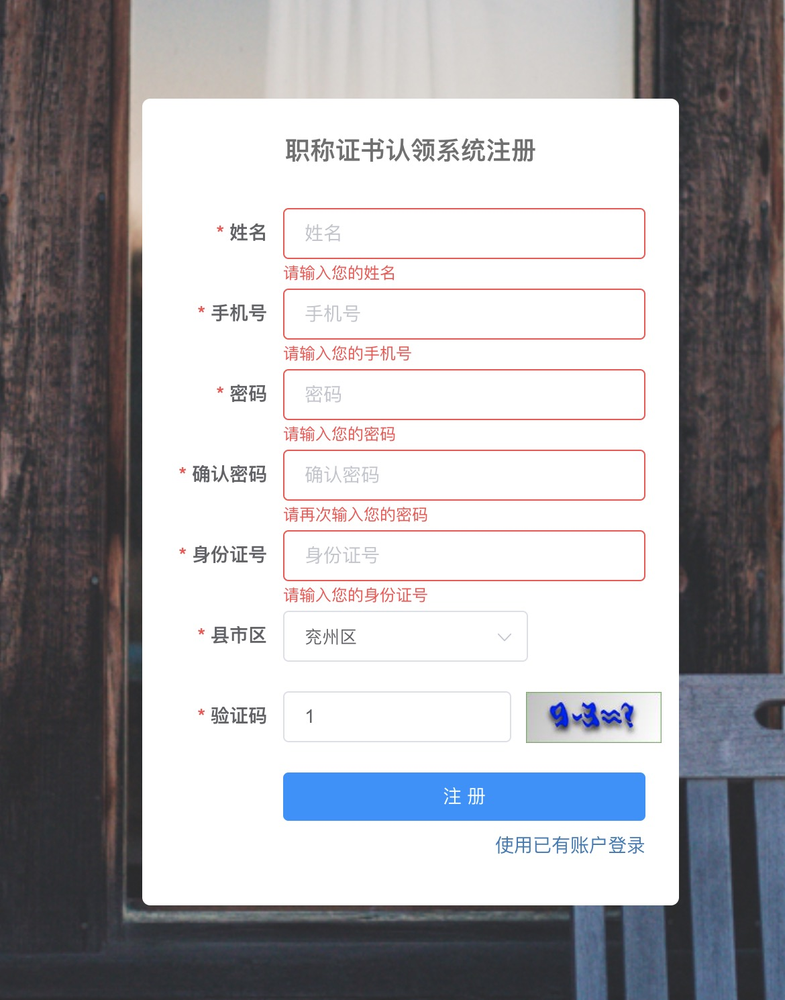 职称证书认领系统注册
* 姓名 姓名
请输入您的姓名
* 手机号 手机号
请输入您的手机号
* 密码 密码
请输入您的密码
* 确认密码 确认密码
请再次输入您的密码
* 身份证号 身份证号
请输入您的身份证号
* 县市区 兖州区
* 验证码 1 9-3=?
注 册
使用已有账户登录